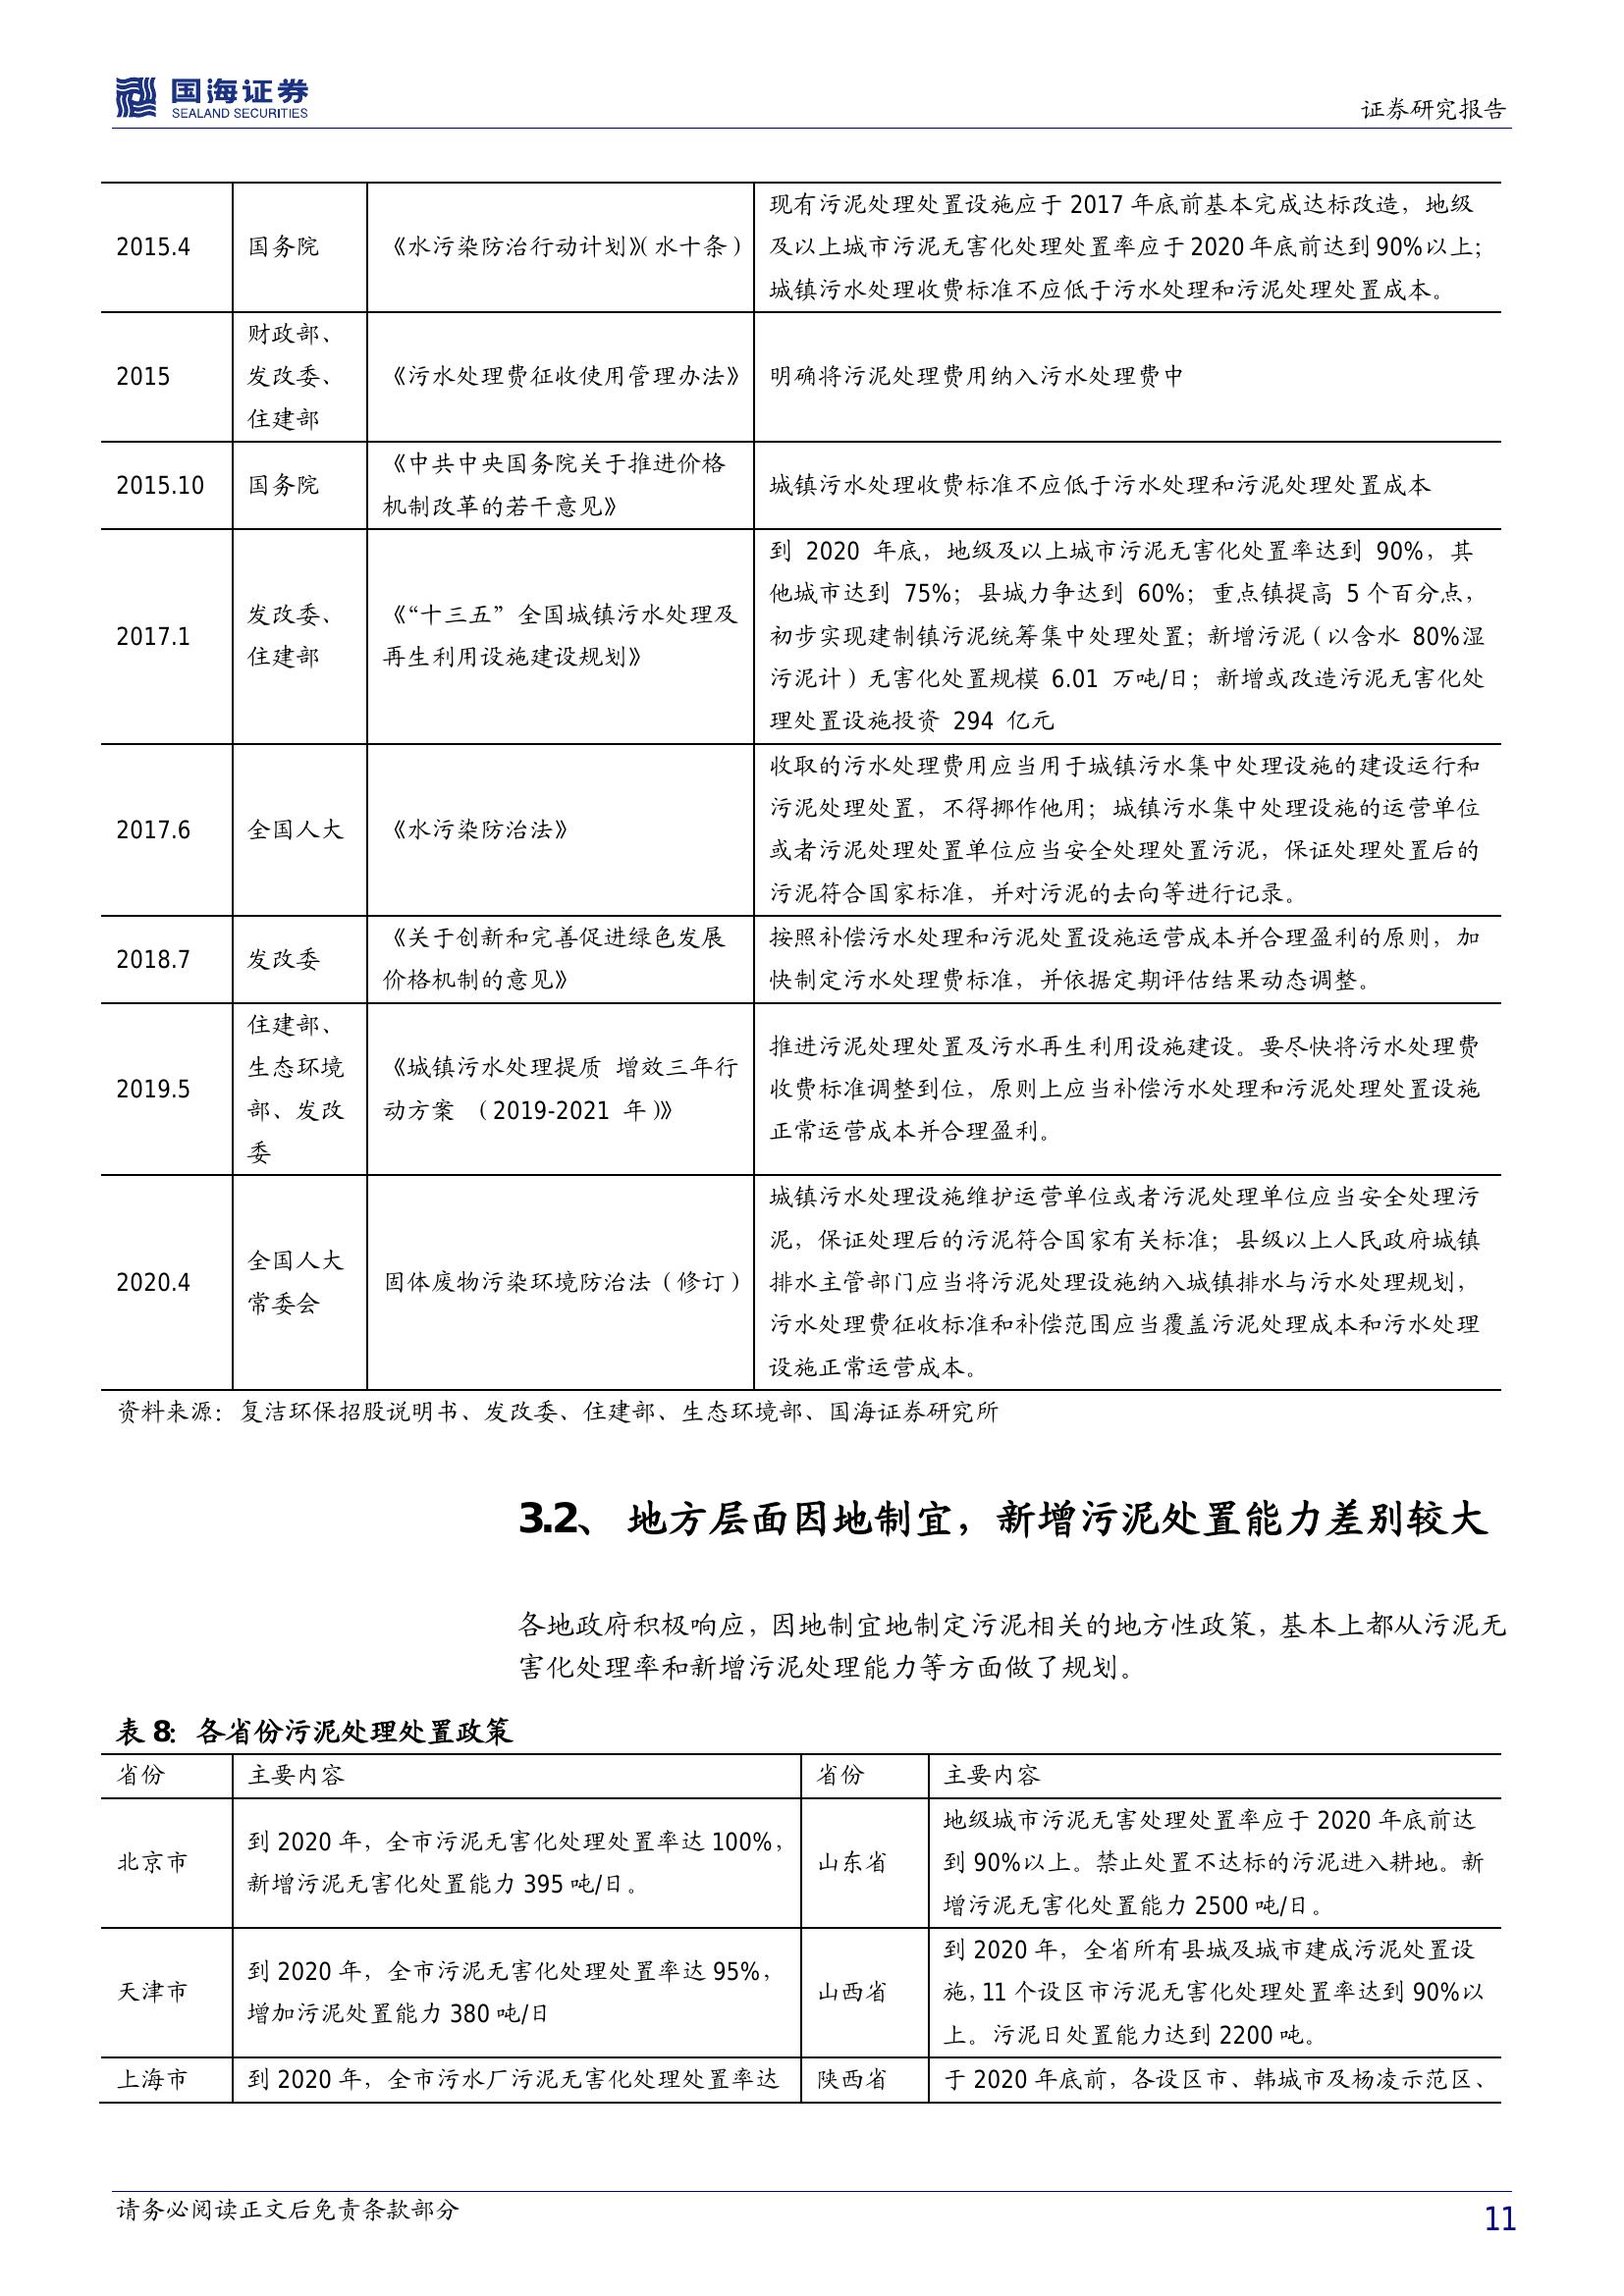 国海证券
SEALAND SECURITIES
证券研究报告
2015.4
国务院
《水污染防治行动计划》（水十条）
现有污泥处理处置设施应于 2017 年底前基本完成达标改造，地级
及以上城市污泥无害化处理处置率应于 2020 年底前达到 90%以上；
城镇污水处理收费标准不应低于污水处理和污泥处理处置成本。
2015
财政部、
发改委、
住建部
《污水处理费征收使用管理办法》
明确将污泥处理费用纳入污水处理费中
2015.10
国务院
《中共中央国务院关于推进价格
机制改革的若干意见》
城镇污水处理收费标准不应低于污水处理和污泥处理处置成本
2017.1
发改委、
住建部
《“十三五”全国城镇污水处理及
再生利用设施建设规划》
到 2020 年底，地级及以上城市污泥无害化处置率达到 90%，其
他城市达到 75%；县城力争达到 60%；重点镇提高 5 个百分点，
初步实现建制镇污泥统筹集中处理处置；新增污泥（以含水 80%湿
污泥计）无害化处置规模 6.01 万吨/日；新增或改造污泥无害化处
理处置设施投资 294 亿元
2017.6
全国人大
《水污染防治法》
收取的污水处理费用应当用于城镇污水集中处理设施的建设运行和
污泥处理处置，不得挪作他用；城镇污水集中处理设施的运营单位
或者污泥处理处置单位应当安全处理处置污泥，保证处理处置后的
污泥符合国家标准，并对污泥的去向等进行记录。
2018.7
发改委
《关于创新和完善促进绿色发展
价格机制的意见》
按照补偿污水处理和污泥处置设施运营成本并合理盈利的原则，加
快制定污水处理费标准，并依据定期评估结果动态调整。
2019.5
住建部、
生态环境
部、发改
委
《城镇污水处理提质 增效三年行
动方案 （2019-2021 年）》
推进污泥处理处置及污水再生利用设施建设。要尽快将污水处理费
收费标准调整到位，原则上应当补偿污水处理和污泥处理处置设施
正常运营成本并合理盈利。
2020.4
全国人大
常委会
固体废物污染环境防治法（修订）
城镇污水处理设施维护运营单位或者污泥处理单位应当安全处理污
泥，保证处理后的污泥符合国家有关标准；县级以上人民政府城镇
排水主管部门应当将污泥处理设施纳入城镇排水与污水处理规划，
污水处理费征收标准和补偿范围应当覆盖污泥处理成本和污水处理
设施正常运营成本。
资料来源：复洁环保招股说明书、发改委、住建部、生态环境部、国海证券研究所
3.2、 地方层面因地制宜，新增污泥处置能力差别较大
各地政府积极响应，因地制宜地制定污泥相关的地方性政策，基本上都从污泥无
害化处理率和新增污泥处理能力等方面做了规划。
表 8：各省份污泥处理处置政策
省份
主要内容
省份
主要内容
北京市
到 2020 年，全市污泥无害化处理处置率达 100%，
新增污泥无害化处置能力 395 吨/日。
山东省
地级城市污泥无害处理处置率应于 2020 年底前达
到 90%以上。禁止处置不达标的污泥进入耕地。新
增污泥无害化处置能力 2500 吨/日。
天津市
到 2020 年，全市污泥无害化处理处置率达 95%，
增加污泥处置能力 380 吨/日
山西省
到 2020 年，全省所有县城及城市建成污泥处置设
施，11 个设区市污泥无害化处理处置率达到 90%以
上。污泥日处置能力达到 2200 吨。
上海市
到 2020 年，全市污水厂污泥无害化处理处置率达
陕西省
于 2020 年底前，各设区市、韩城市及杨凌示范区、
请务必阅读正文后免责条款部分
11